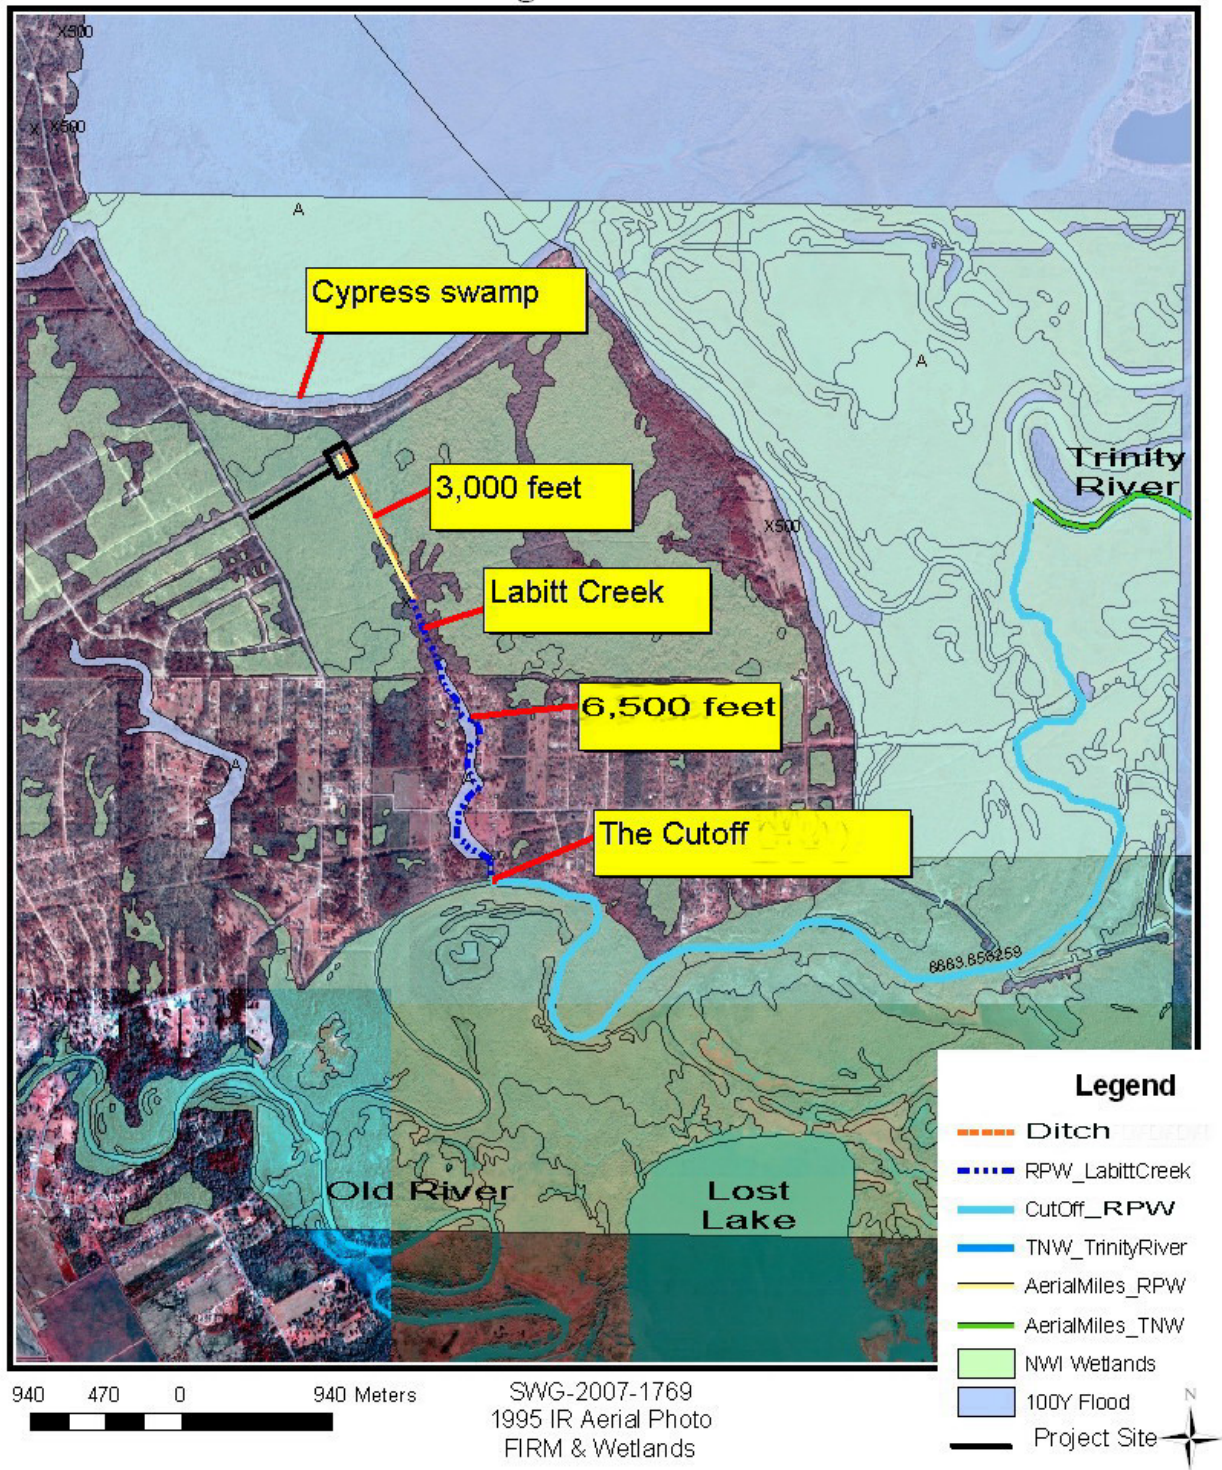 X500
X X500
A
Cypress swamp
A
Trinity
River
3,000 feet
X500
Labitt Creek
6,500 feet
A
A
The Cutoff
8863.856259
Old River
Lost
Lake
Legend
Ditch
RPW_LabittCreek
CutOff_RPW
TNW_TrinityRiver
AerialMiles_RPW
AerialMiles_TNW
NWI Wetlands
100Y Flood
Project Site
N
940 470 0 940 Meters
SWG-2007-1769
1995 IR Aerial Photo
FIRM & Wetlands